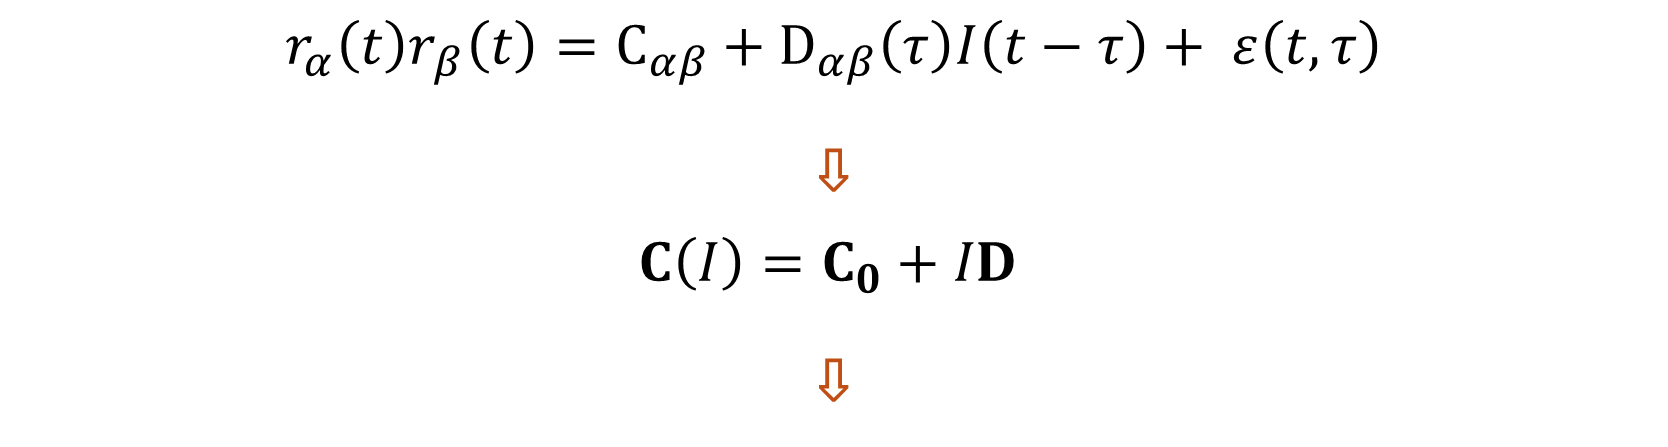 r_α(t)r_β(t) = C_αβ + D_αβ(τ)I(t − τ) + ε(t, τ)
⇩
𝐂(I) = 𝐂_𝟎 + I𝐃
⇩